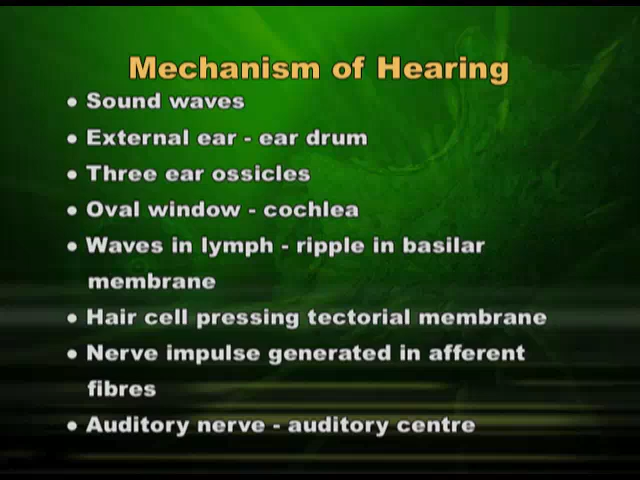 Mechanism of Hearing
● Sound waves
● External ear - ear drum
● Three ear ossicles
● Oval window - cochlea
● Waves in lymph - ripple in basilar
membrane
● Hair cell pressing tectorial membrane
● Nerve impulse generated in afferent
fibres
● Auditory nerve - auditory centre